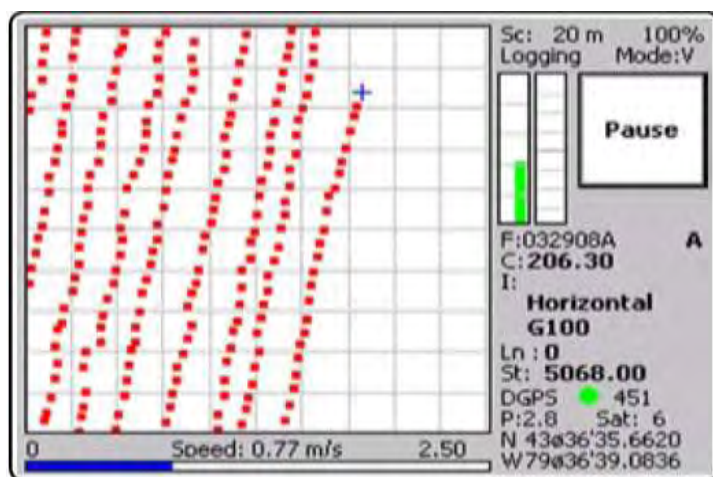 Sc: 20 m 100%
Logging Mode:V
Pause
F:032908A A
C:206.30
I:
Horizontal
G100
Ln : 0
St: 5068.00
DGPS 451
P:2.8 Sat: 6
N 43ø36'35.6620
W79ø36'39.0836
0 Speed: 0.77 m/s 2.50